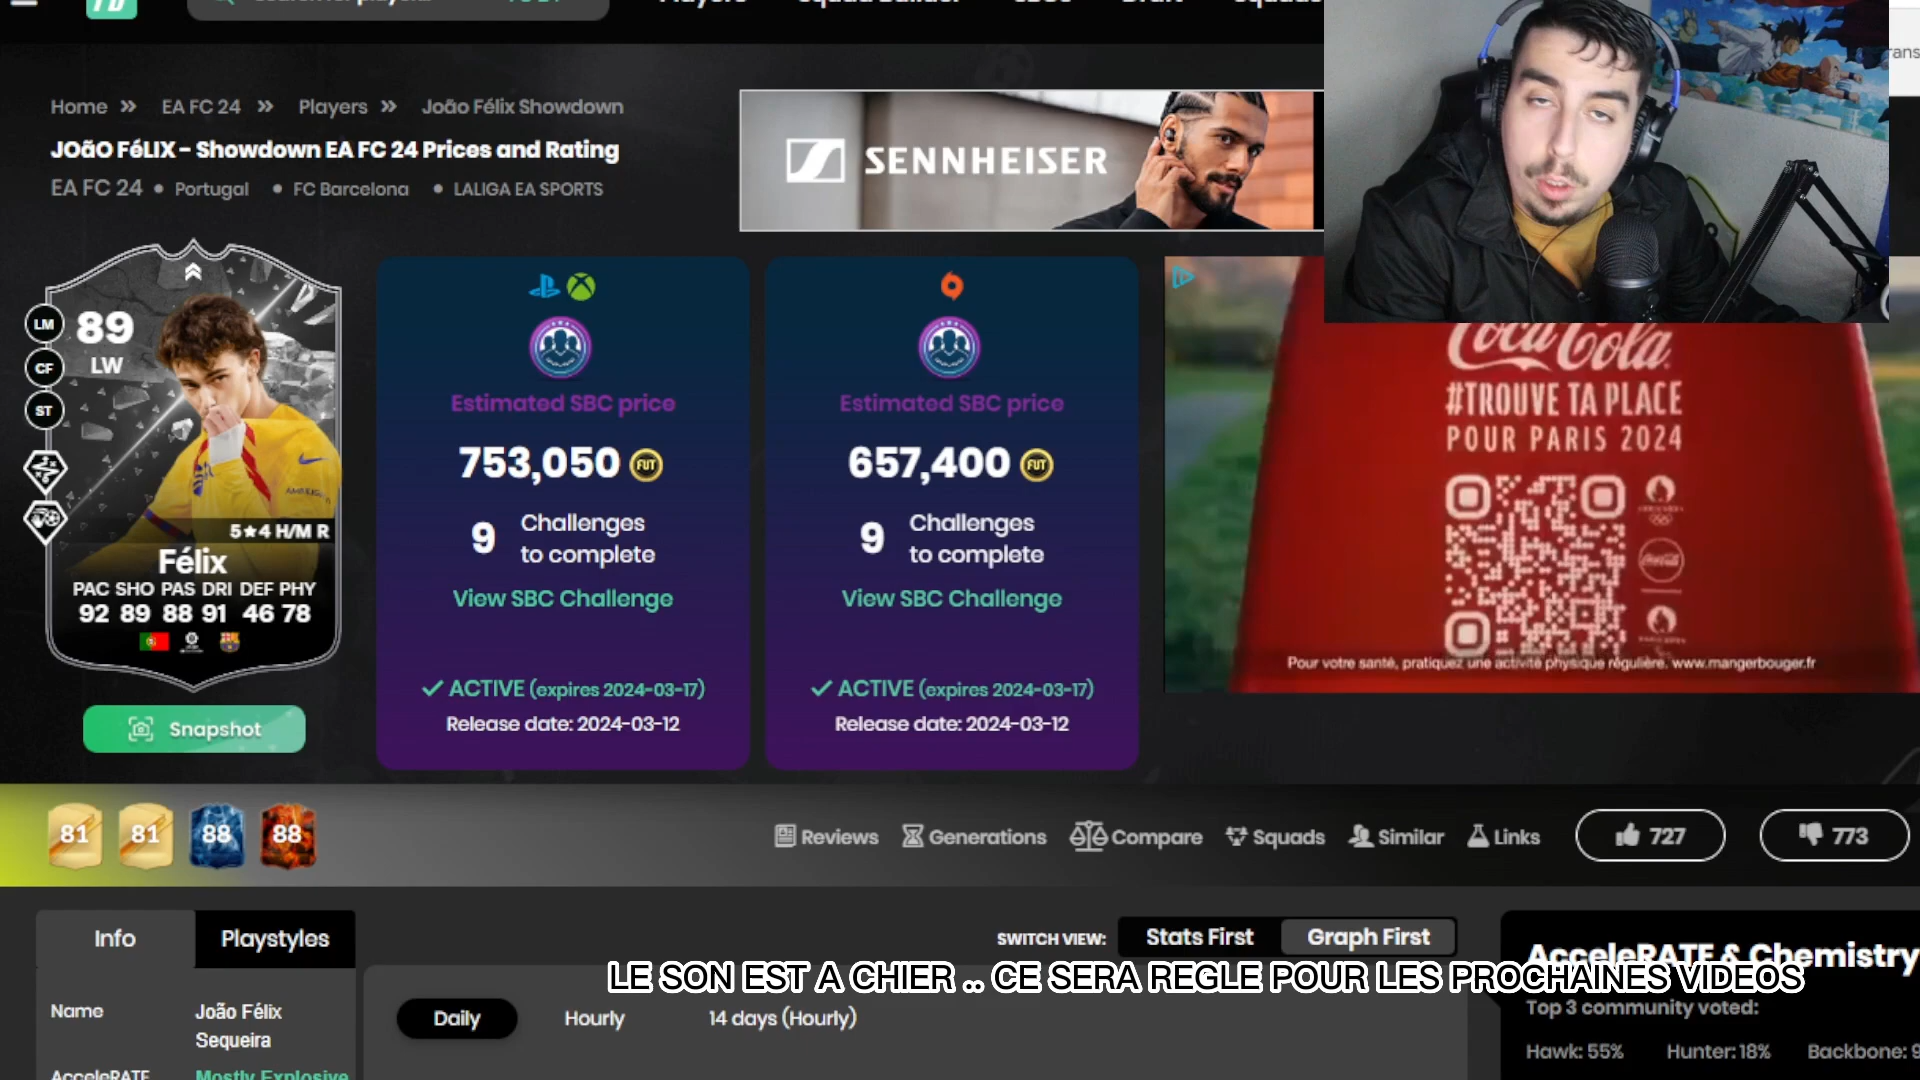 Home » EA FC 24 » Players » João Félix Showdown
JOãO FéLIX - Showdown EA FC 24 Prices and Rating
EA FC 24 • Portugal • FC Barcelona • LALIGA EA SPORTS
SENNHEISER
LM
CF
ST
89
LW
5★4 H/M R
Félix
PAC SHO PAS DRI DEF PHY
92 89 88 91 46 78
Snapshot
Estimated SBC price
753,050 FUT
9 Challenges
to complete
View SBC Challenge
ACTIVE (expires 2024-03-17)
Release date: 2024-03-12
Estimated SBC price
657,400 FUT
9 Challenges
to complete
View SBC Challenge
ACTIVE (expires 2024-03-17)
Release date: 2024-03-12
Coca Cola
#TROUVE TA PLACE
POUR PARIS 2024
Pour votre santé, pratiquez une activité physique régulière. www.mangerbouger.fr
81 81 88 88
Reviews Generations Compare Squads Similar Links 727 773
Info Playstyles
SWITCH VIEW: Stats First Graph First
AcceleRATE & Chemistry
LE SON EST A CHIER .. CE SERA REGLE POUR LES PROCHAINES VIDEOS
Name João Félix
Sequeira
Daily Hourly 14 days (Hourly)
Top 3 community voted:
Hawk: 55% Hunter: 18% Backbone: 9
AcceleRATE Mostly Explosive